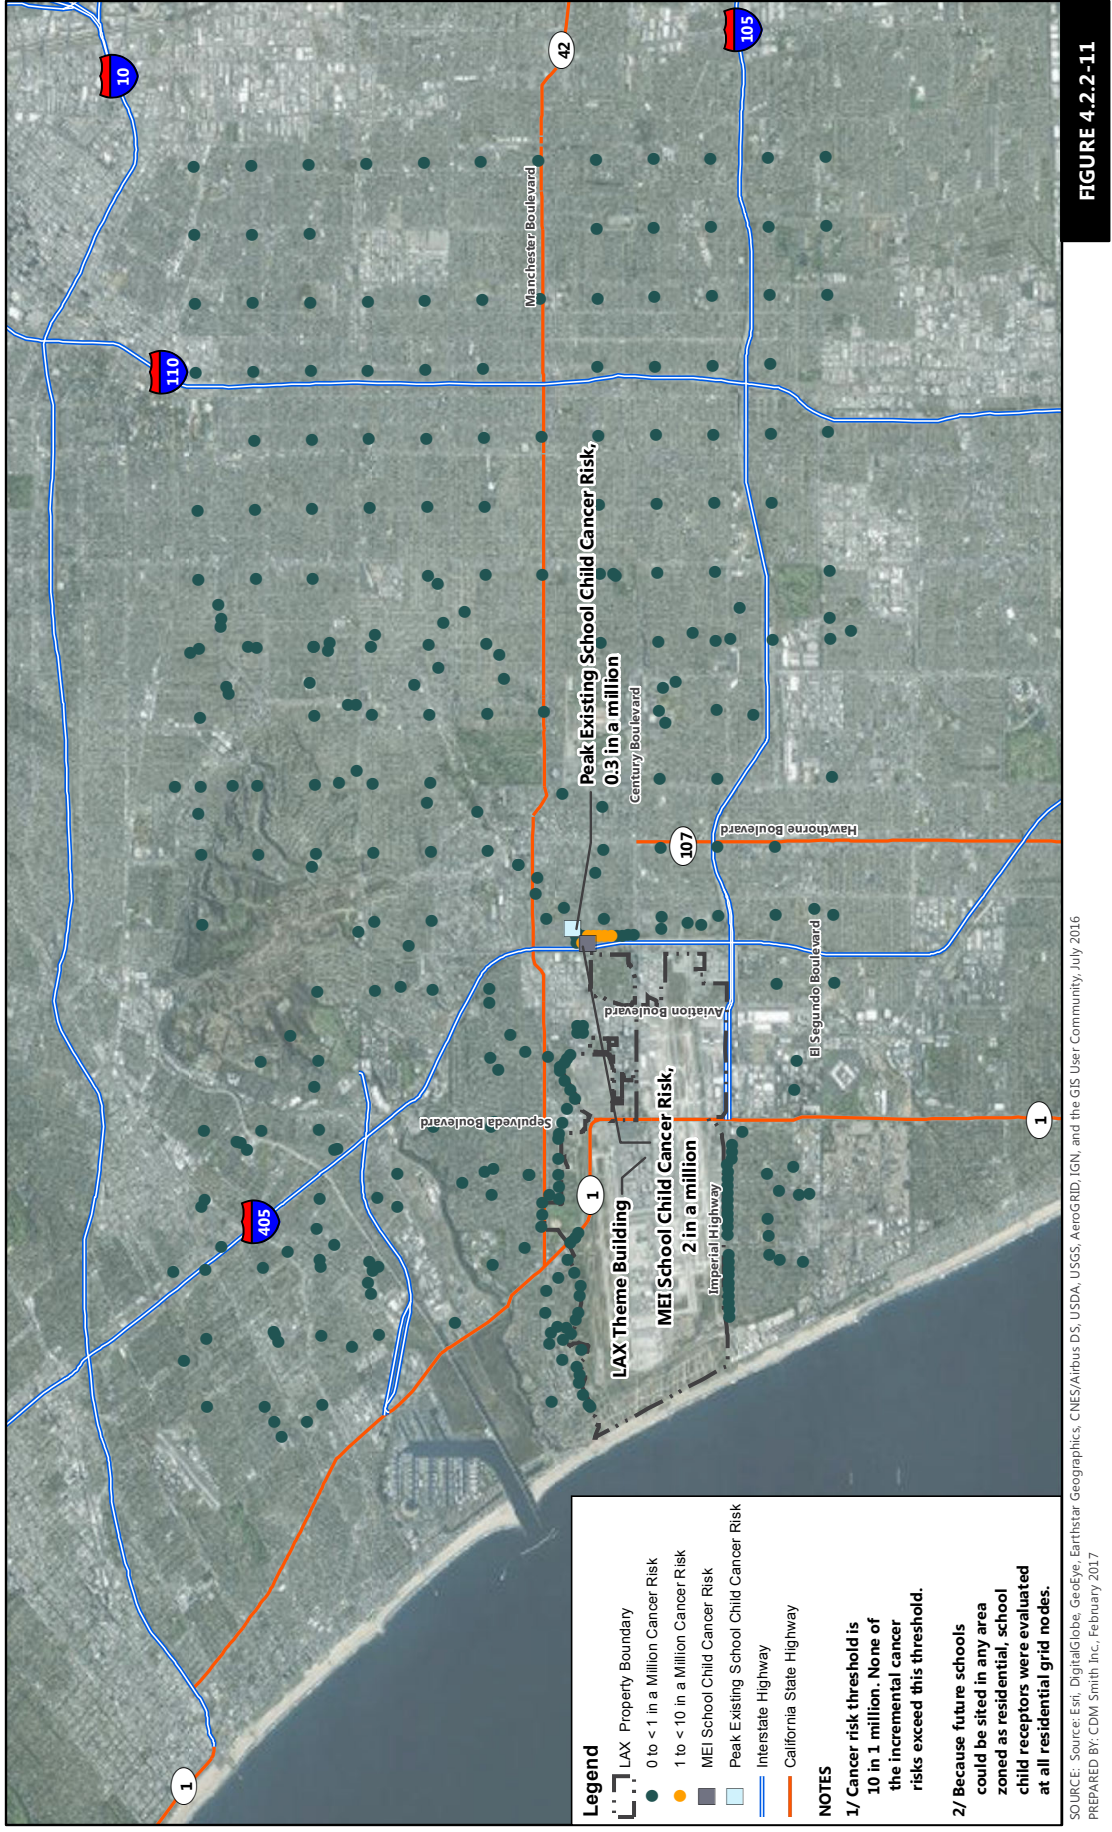 FIGURE 4.2.2-11
10
110
405
105
42
107
1
1
1
Manchester Boulevard
Peak Existing School Child Cancer Risk,
0.3 in a million
Century Boulevard
Hawthorne Boulevard
Aviation Boulevard
El Segundo Boulevard
Sepulveda Boulevard
MEI School Child Cancer Risk,
2 in a million
LAX Theme Building
Imperial Highway
Legend
LAX Property Boundary
0 to < 1 in a Million Cancer Risk
1 to < 10 in a Million Cancer Risk
MEI School Child Cancer Risk
Peak Existing School Child Cancer Risk
Interstate Highway
California State Highway
NOTES
1/ Cancer risk threshold is
10 in 1 million. None of
the incremental cancer
risks exceed this threshold.
2/ Because future schools
could be sited in any area
zoned as residential, school
child receptors were evaluated
at all residential grid nodes.
SOURCE: Source: Esri, DigitalGlobe, GeoEye, Earthstar Geographics, CNES/Airbus DS, USDA, USGS, AeroGRID, IGN, and the GIS User Community, July 2016
PREPARED BY: CDM Smith Inc., February 2017